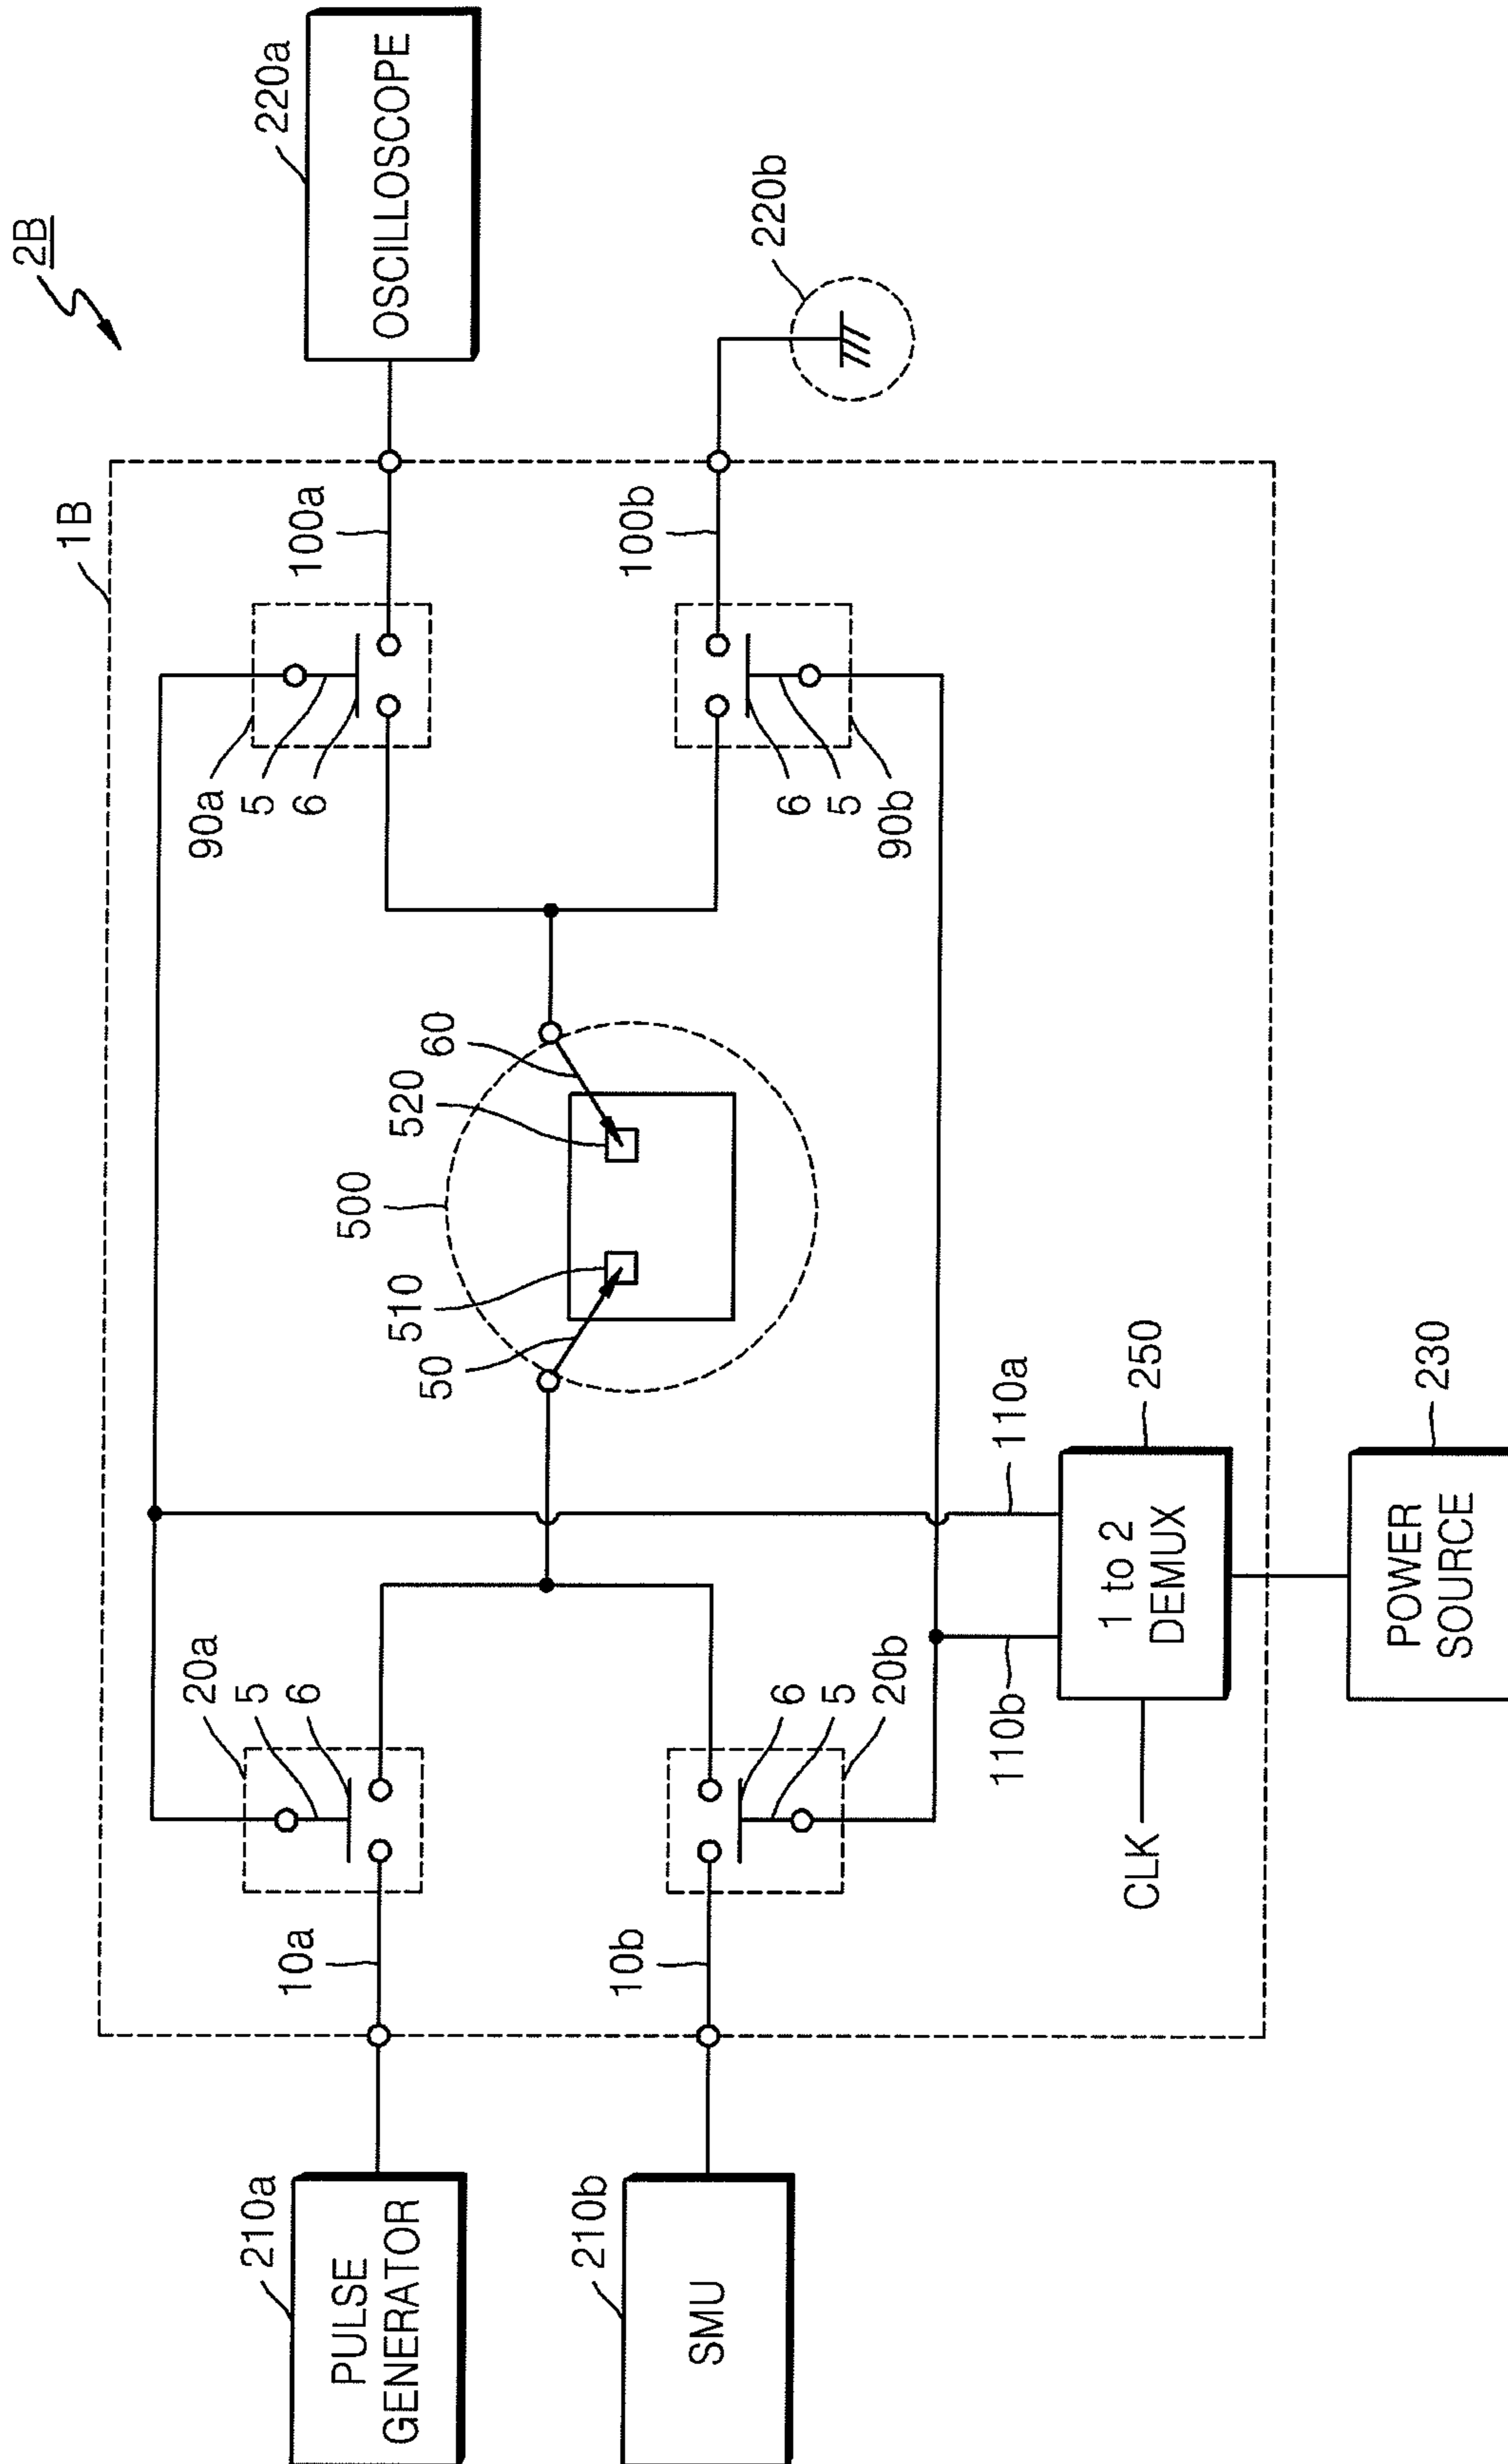 2B
1B
PULSE
GENERATOR
210a
SMU
210b
10a
10b
20a
5
6
6
5
20b
110b
CLK
1 to 2
DEMUX
250
110a
POWER
SOURCE
230
50
510
500
520
60
90a
5
6
6
5
90b
100a
100b
OSCILLOSCOPE
220a
220b